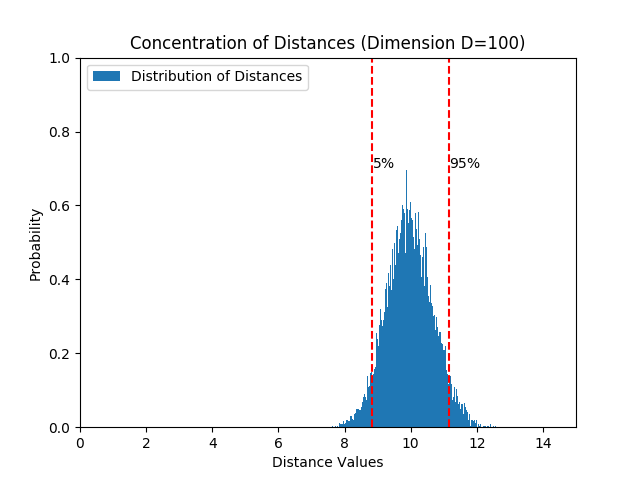 Concentration of Distances (Dimension D=100)
Distribution of Distances
1.0
0.8
0.6
0.4
0.2
0.0
5%
95%
Probability
0 2 4 6 8 10 12 14
Distance Values